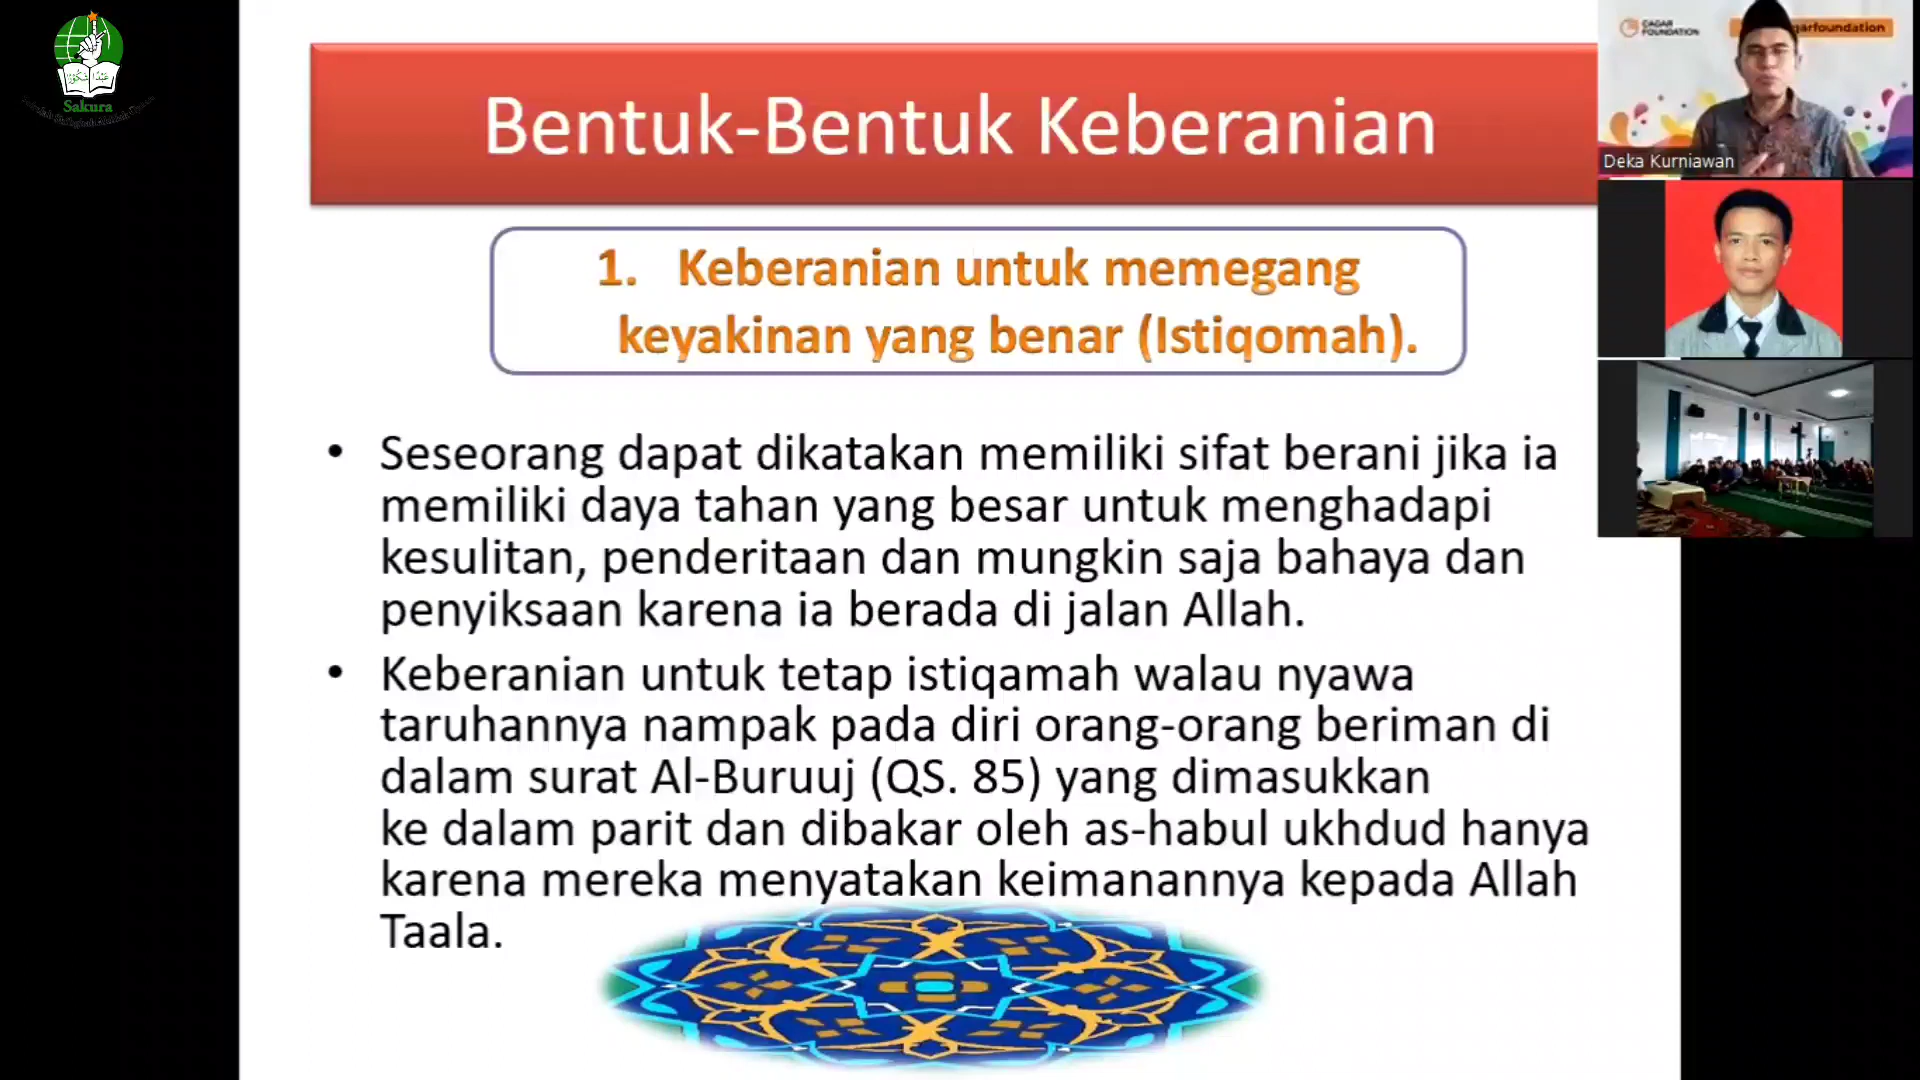 Sakura
Bentuk-Bentuk Keberanian
1. Keberanian untuk memegang
keyakinan yang benar (Istiqomah).
• Seseorang dapat dikatakan memiliki sifat berani jika ia
memiliki daya tahan yang besar untuk menghadapi
kesulitan, penderitaan dan mungkin saja bahaya dan
penyiksaan karena ia berada di jalan Allah.
• Keberanian untuk tetap istiqamah walau nyawa
taruhannya nampak pada diri orang-orang beriman di
dalam surat Al-Buruuj (QS. 85) yang dimasukkan
ke dalam parit dan dibakar oleh as-habul ukhdud hanya
karena mereka menyatakan keimanannya kepada Allah
Taala.
CAGAR
FOUNDATION
garfoundation
Deka Kurniawan